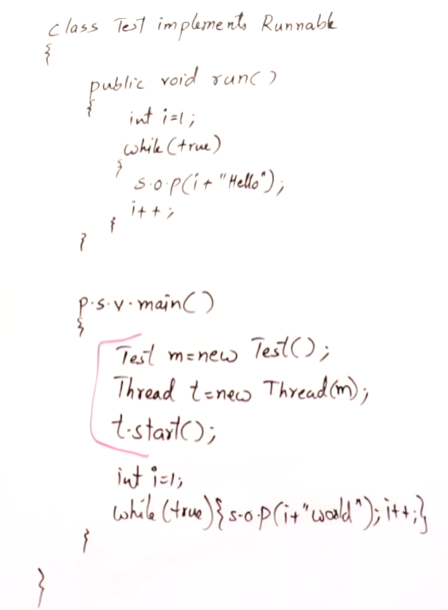 class Test implements Runnable
{
public void run()
{
int i=1;
while(true)
{
s.o.p(i+"Hello");
i++;
}
}
p.s.v.main()
{
Test m=new Test();
Thread t=new Thread(m);
t.start();
int i=1;
while(true){s.o.p(i+"world");i++;}
}
}